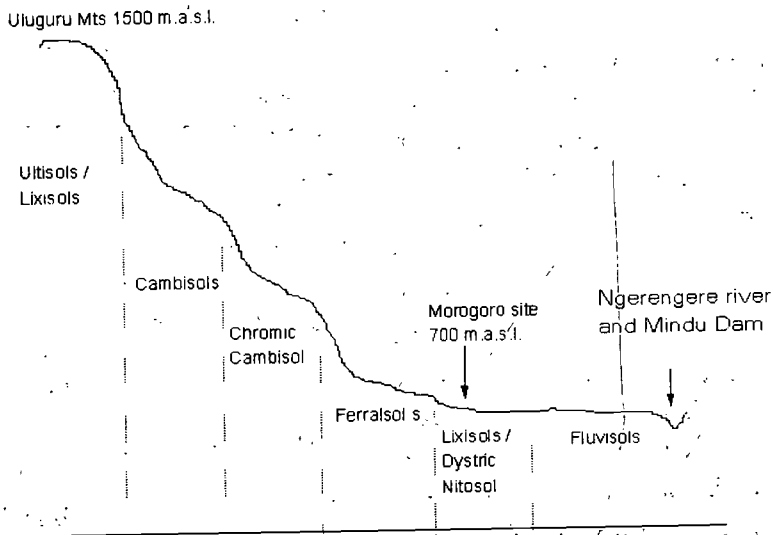 Uluguru Mts 1500 m.a.s.l.
Ultisols /
Lixisols
Cambisols
Chromic
Cambisol
Ferralsols
Morogoro site
700 m.a.s.l.
Lixisols /
Dystric
Nitosol
Fluvisols
Ngerengere river
and Mindu Dam